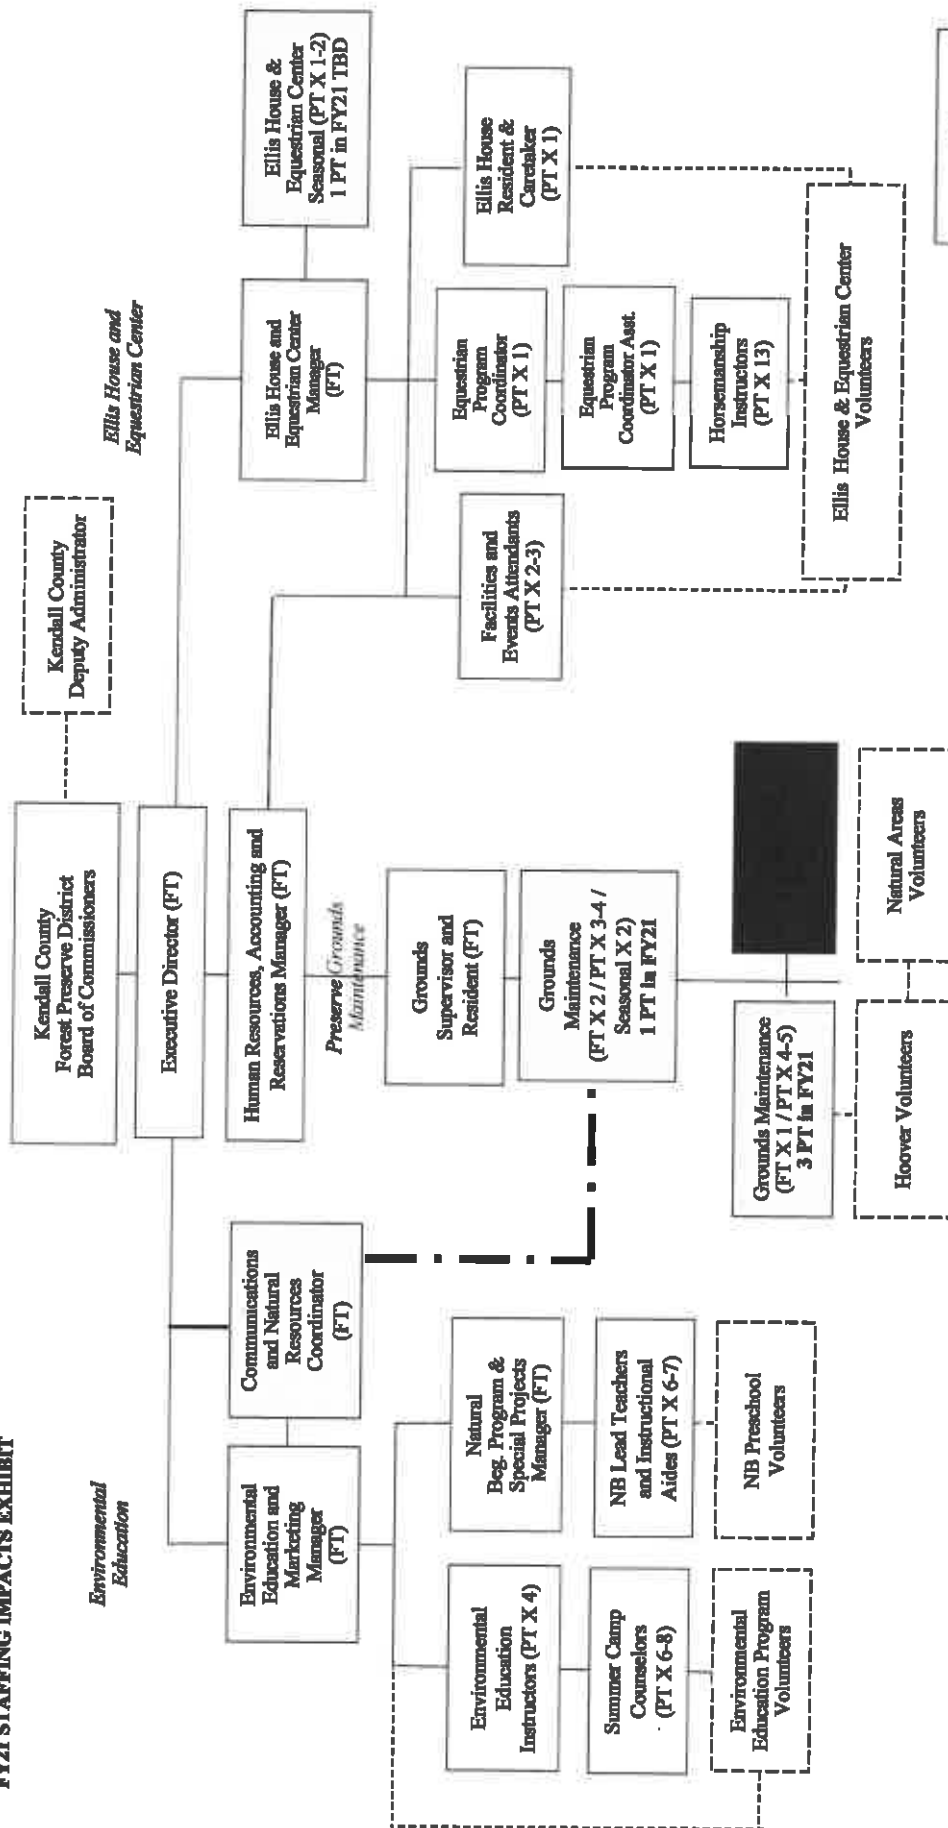 FY21 STAFFING IMPACTS EXHIBIT
Kendall County
Forest Preserve District
Board of Commissioners
Kendall County
Deputy Administrator
Executive Director (FT)
Human Resources, Accounting and
Reservations Manager (FT)
Environmental
Education
Environmental
Education and
Marketing
Manager
(FT)
Communications
and Natural
Resources
Coordinator
(FT)
Environmental
Education
Instructors (PT X 4)
Summer Camp
Counselors
(PT X 6-8)
Environmental
Education Program
Volunteers
Natural
Beg. Program &
Special Projects
Manager (FT)
NB Lead Teachers
and Instructional
Aides (PT X 6-7)
NB Preschool
Volunteers
Preserve Grounds
Maintenance
Grounds
Supervisor and
Resident (FT)
Grounds
Maintenance
(FT X 2 / PT X 3-4 /
Seasonal X 2)
1 PT in FY21
Grounds Maintenance
(FT X 1 / PT X 4-5)
3 PT in FY21
Hoover Volunteers
Natural Areas
Volunteers
Ellis House and
Equestrian Center
Ellis House and
Equestrian Center
Manager
(FT)
Ellis House &
Equestrian Center
Seasonal (PT X 1-2)
1 PT in FY21 TBD
Facilities and
Events Attendants
(PT X 2-3)
Equestrian
Program
Coordinator
(PT X 1)
Equestrian
Program
Coordinator Asst.
(PT X 1)
Horsemanship
Instructors
(PT X 13)
Ellis House
Resident &
Caretaker
(PT X 1)
Ellis House & Equestrian Center
Volunteers